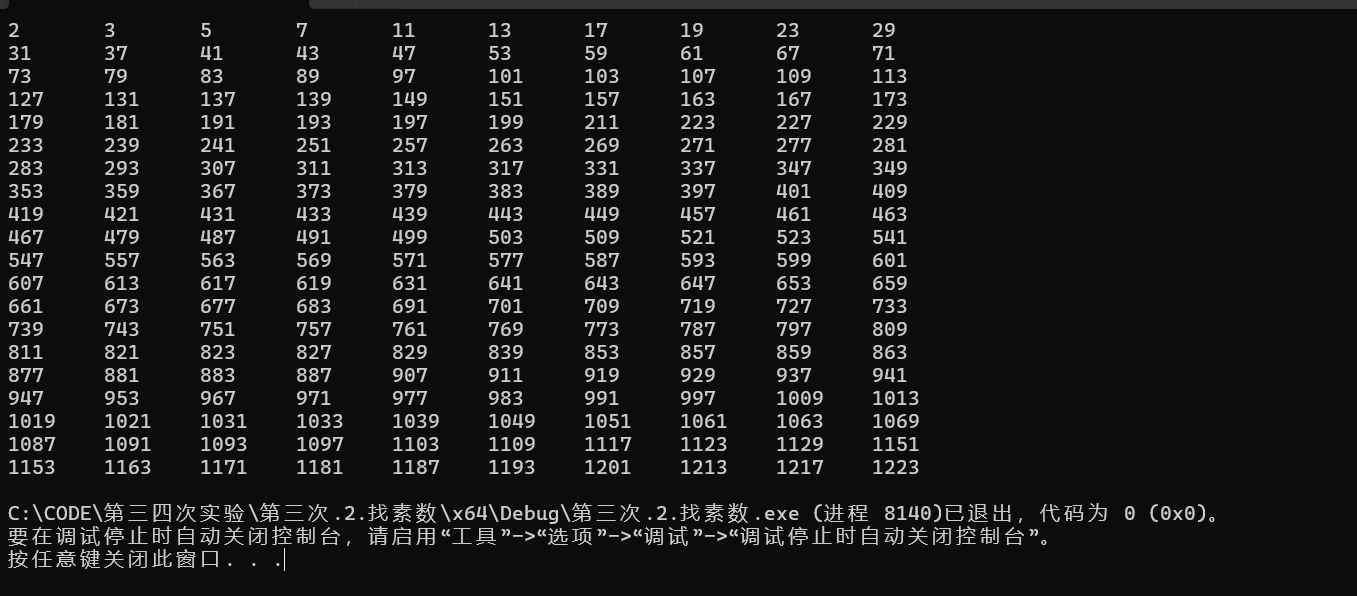 2 3 5 7 11 13 17 19 23 29
31 37 41 43 47 53 59 61 67 71
73 79 83 89 97 101 103 107 109 113
127 131 137 139 149 151 157 163 167 173
179 181 191 193 197 199 211 223 227 229
233 239 241 251 257 263 269 271 277 281
283 293 307 311 313 317 331 337 347 349
353 359 367 373 379 383 389 397 401 409
419 421 431 433 439 443 449 457 461 463
467 479 487 491 499 503 509 521 523 541
547 557 563 569 571 577 587 593 599 601
607 613 617 619 631 641 643 647 653 659
661 673 677 683 691 701 709 719 727 733
739 743 751 757 761 769 773 787 797 809
811 821 823 827 829 839 853 857 859 863
877 881 883 887 907 911 919 929 937 941
947 953 967 971 977 983 991 997 1009 1013
1019 1021 1031 1033 1039 1049 1051 1061 1063 1069
1087 1091 1093 1097 1103 1109 1117 1123 1129 1151
1153 1163 1171 1181 1187 1193 1201 1213 1217 1223
C:\CODE\第三四次实验\第三次.2.找素数\x64\Debug\第三次.2.找素数.exe (进程 8140)已退出，代码为 0 (0x0)。
要在调试停止时自动关闭控制台，请启用“工具”->“选项”->“调试”->“调试停止时自动关闭控制台”。
按任意键关闭此窗口. . .